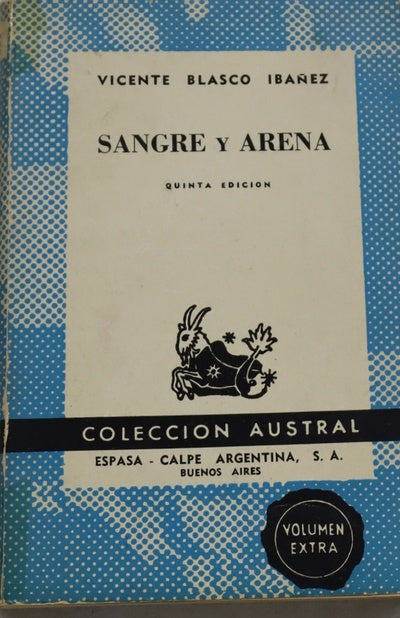 VICENTE BLASCO IBAÑEZ
SANGRE Y ARENA
QUINTA EDICION
COLECCION AUSTRAL
ESPASA - CALPE ARGENTINA, S. A.
BUENOS AIRES
VOLUMEN
EXTRA